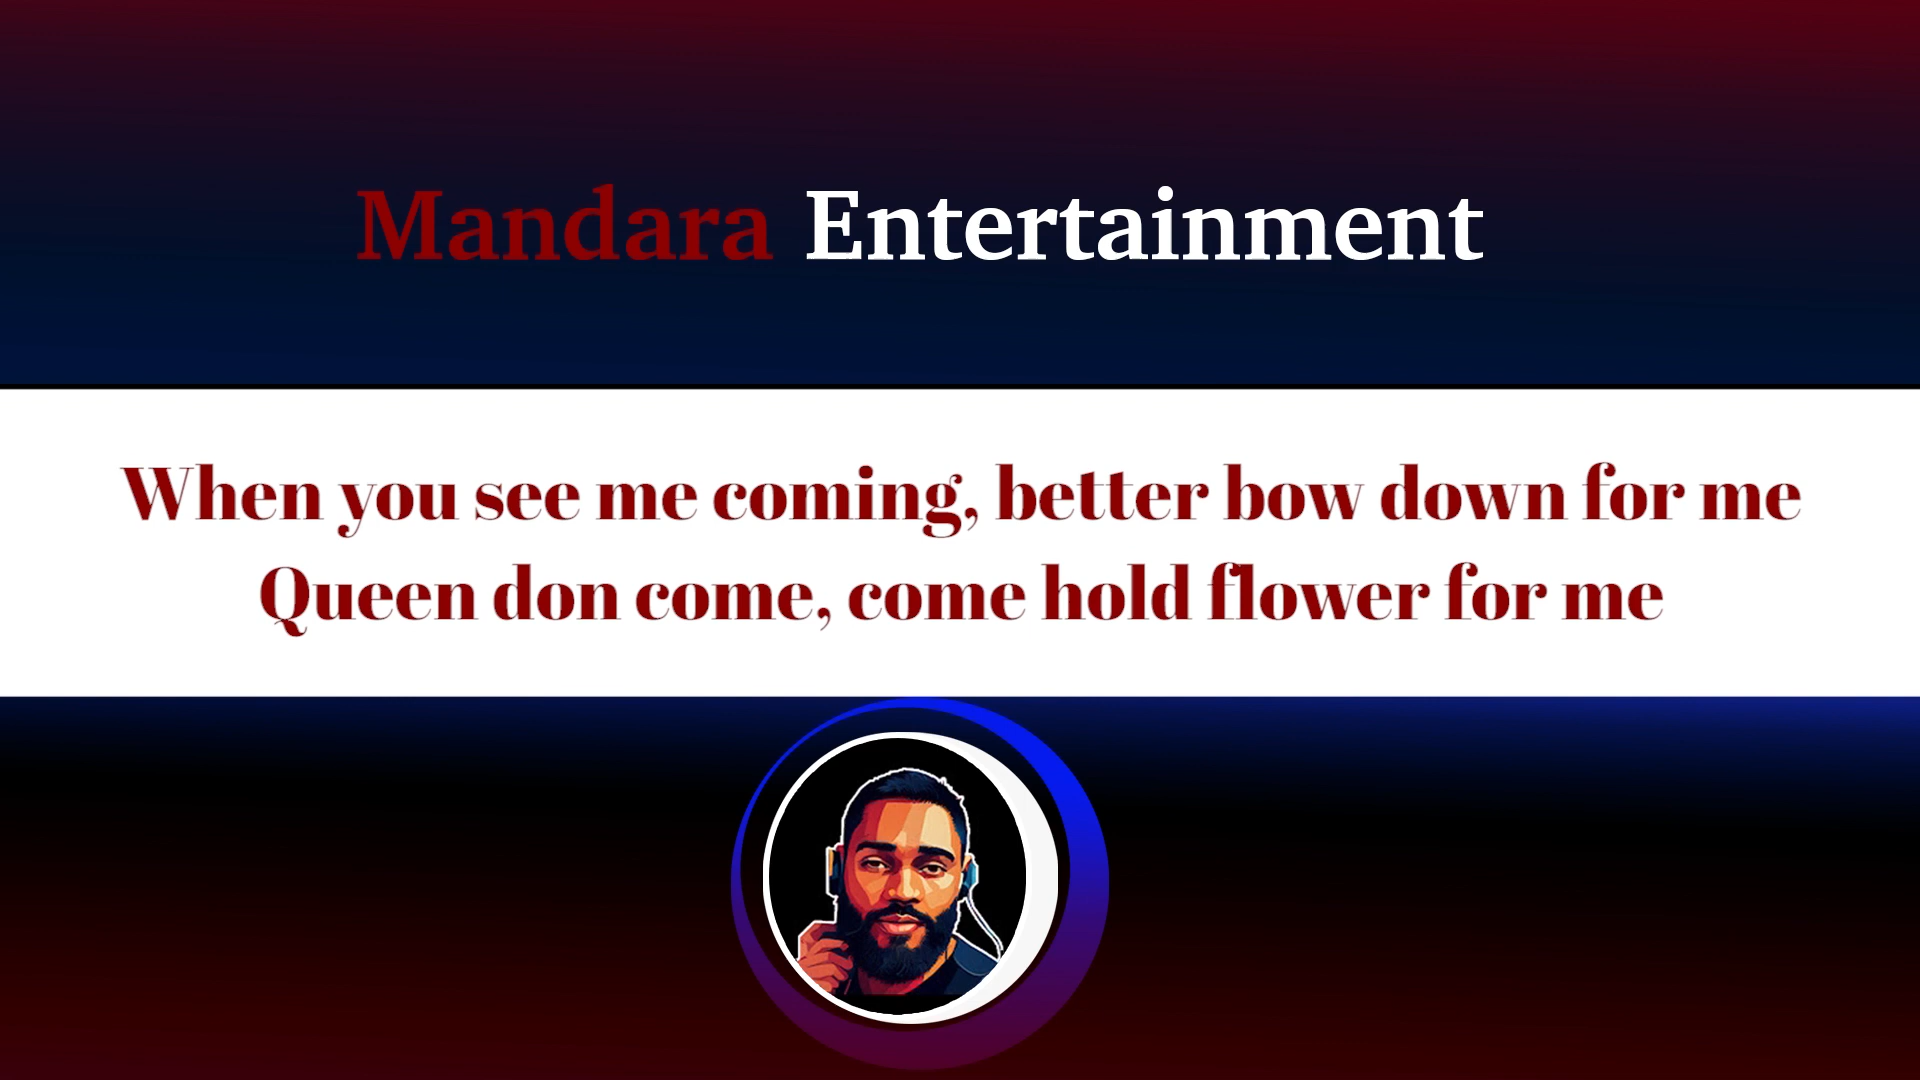 Mandara Entertainment
When you see me coming, better bow down for me
Queen don come, come hold flower for me